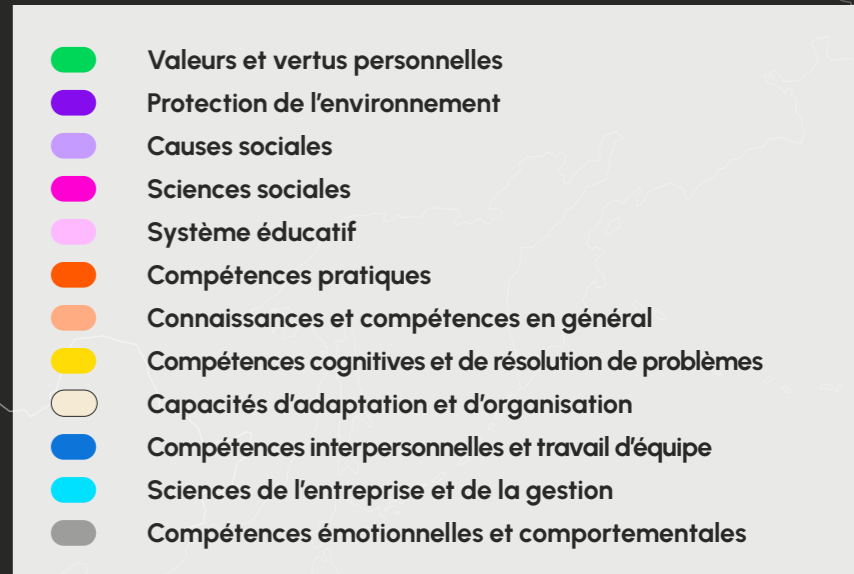 Valeurs et vertus personnelles
Protection de l’environnement
Causes sociales
Sciences sociales
Système éducatif
Compétences pratiques
Connaissances et compétences en général
Compétences cognitives et de résolution de problèmes
Capacités d’adaptation et d’organisation
Compétences interpersonnelles et travail d’équipe
Sciences de l’entreprise et de la gestion
Compétences émotionnelles et comportementales